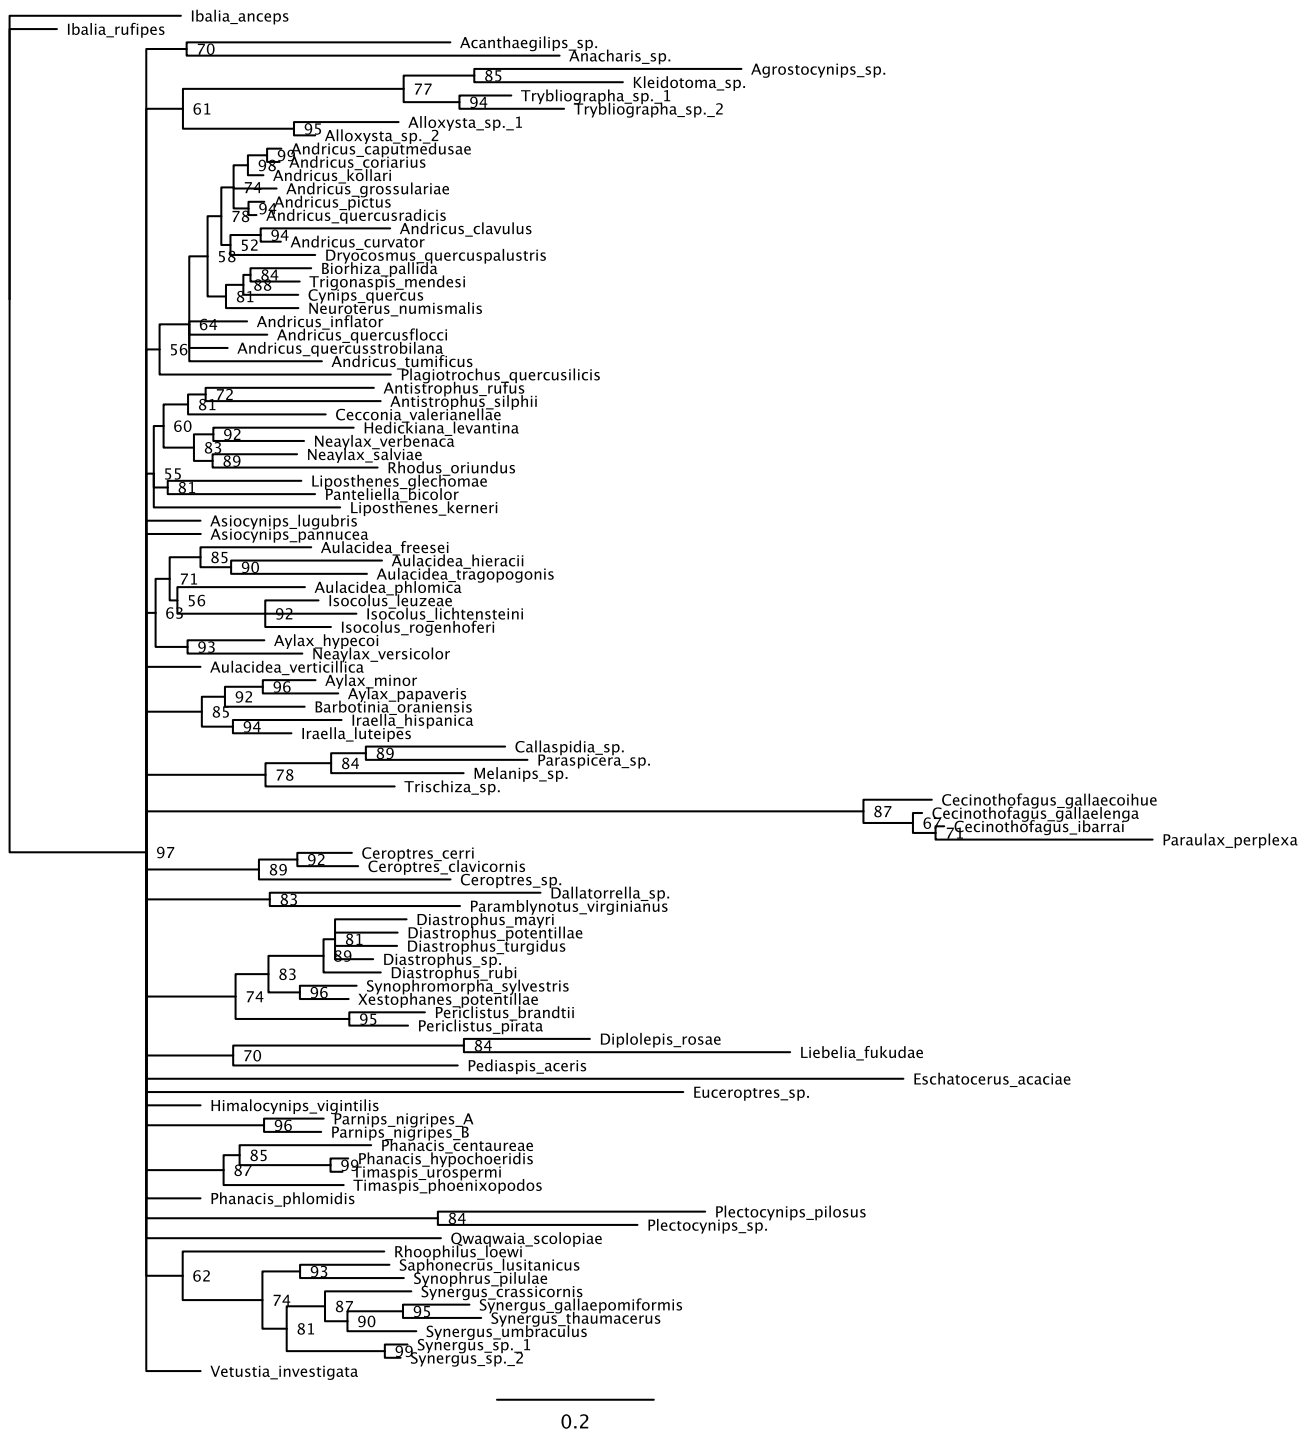 Ibalia_anceps
Ibalia_rufipes
Acanthaegilips_sp.
70
Anacharis_sp.
Agrostocynips_sp.
85
Kleidotoma_sp.
77
Trybliographa_sp._1
94
Trybliographa_sp._2
61
Alloxysta_sp._1
95
Alloxysta_sp._2
Andricus_caputmedusae
99
Andricus_coriarius
98
Andricus_kollari
74
Andricus_grossulariae
Andricus_pictus
94
Andricus_quercusradicis
78
Andricus_clavulus
94
Andricus_curvator
52
Dryocosmus_quercuspalustris
58
Biorhiza_pallida
84
Trigonaspis_mendesi
88
Cynips_quercus
81
Neuroterus_numismalis
Andricus_inflator
64
Andricus_quercusflocci
Andricus_quercusstrobilana
56
Andricus_tumificus
Plagiotrochus_quercusilicis
Antistrophus_rufus
72
Antistrophus_silphii
81
Cecconia_valerianellae
60
Hedickiana_levantina
92
Neaylax_verbenaca
83
Neaylax_salviae
89
Rhodus_oriundus
55
Liposthenes_glechomae
81
Panteliella_bicolor
Liposthenes_kerneri
Asiocynips_lugubris
Asiocynips_pannucea
Aulacidea_freesei
85
Aulacidea_hieracii
90
Aulacidea_tragopogonis
71
Aulacidea_phlomica
56
Isocolus_leuzeae
63
92
Isocolus_lichtensteini
Isocolus_rogenhoferi
Aylax_hypecoi
93
Neaylax_versicolor
Aulacidea_verticillica
Aylax_minor
96
Aylax_papaveris
92
Barbotinia_oraniensis
85
Iraella_hispanica
94
Iraella_luteipes
Callaspidia_sp.
89
Paraspicera_sp.
84
Melanips_sp.
78
Trischiza_sp.
Cecinothofagus_gallaecoihue
87
Cecinothofagus_gallaelenga
67
Cecinothofagus_ibarrai
71
Paraulax_perplexa
97
Ceroptres_cerri
92
Ceroptres_clavicornis
89
Ceroptres_sp.
Dallatorrella_sp.
83
Paramblynotus_virginianus
Diastrophus_mayri
Diastrophus_potentillae
81
Diastrophus_turgidus
89
Diastrophus_sp.
Diastrophus_rubi
83
Synophromorpha_sylvestris
96
Xestophanes_potentillae
74
Periclistus_brandtii
95
Periclistus_pirata
Diplolepis_rosae
84
Liebelia_fukudae
70
Pediaspis_aceris
Eschatocerus_acaciae
Euceroptres_sp.
Himalocynips_vigintilis
Parnips_nigripes_A
96
Parnips_nigripes_B
Phanacis_centaureae
85
Phanacis_hypochoeridis
99
87
Timaspis_urospermi
Timaspis_phoenixopodos
Phanacis_phlomidis
Plectocynips_pilosus
84
Plectocynips_sp.
Qwaqwaia_scolopiae
Rhoophilus_loewi
62
Saphonecrus_lusitanicus
93
Synophrus_pilulae
74
Synergus_crassicornis
87
Synergus_gallaepomiformis
95
Synergus_thaumacerus
90
Synergus_umbraculus
81
Synergus_sp._1
99
Synergus_sp._2
Vetustia_investigata
0.2